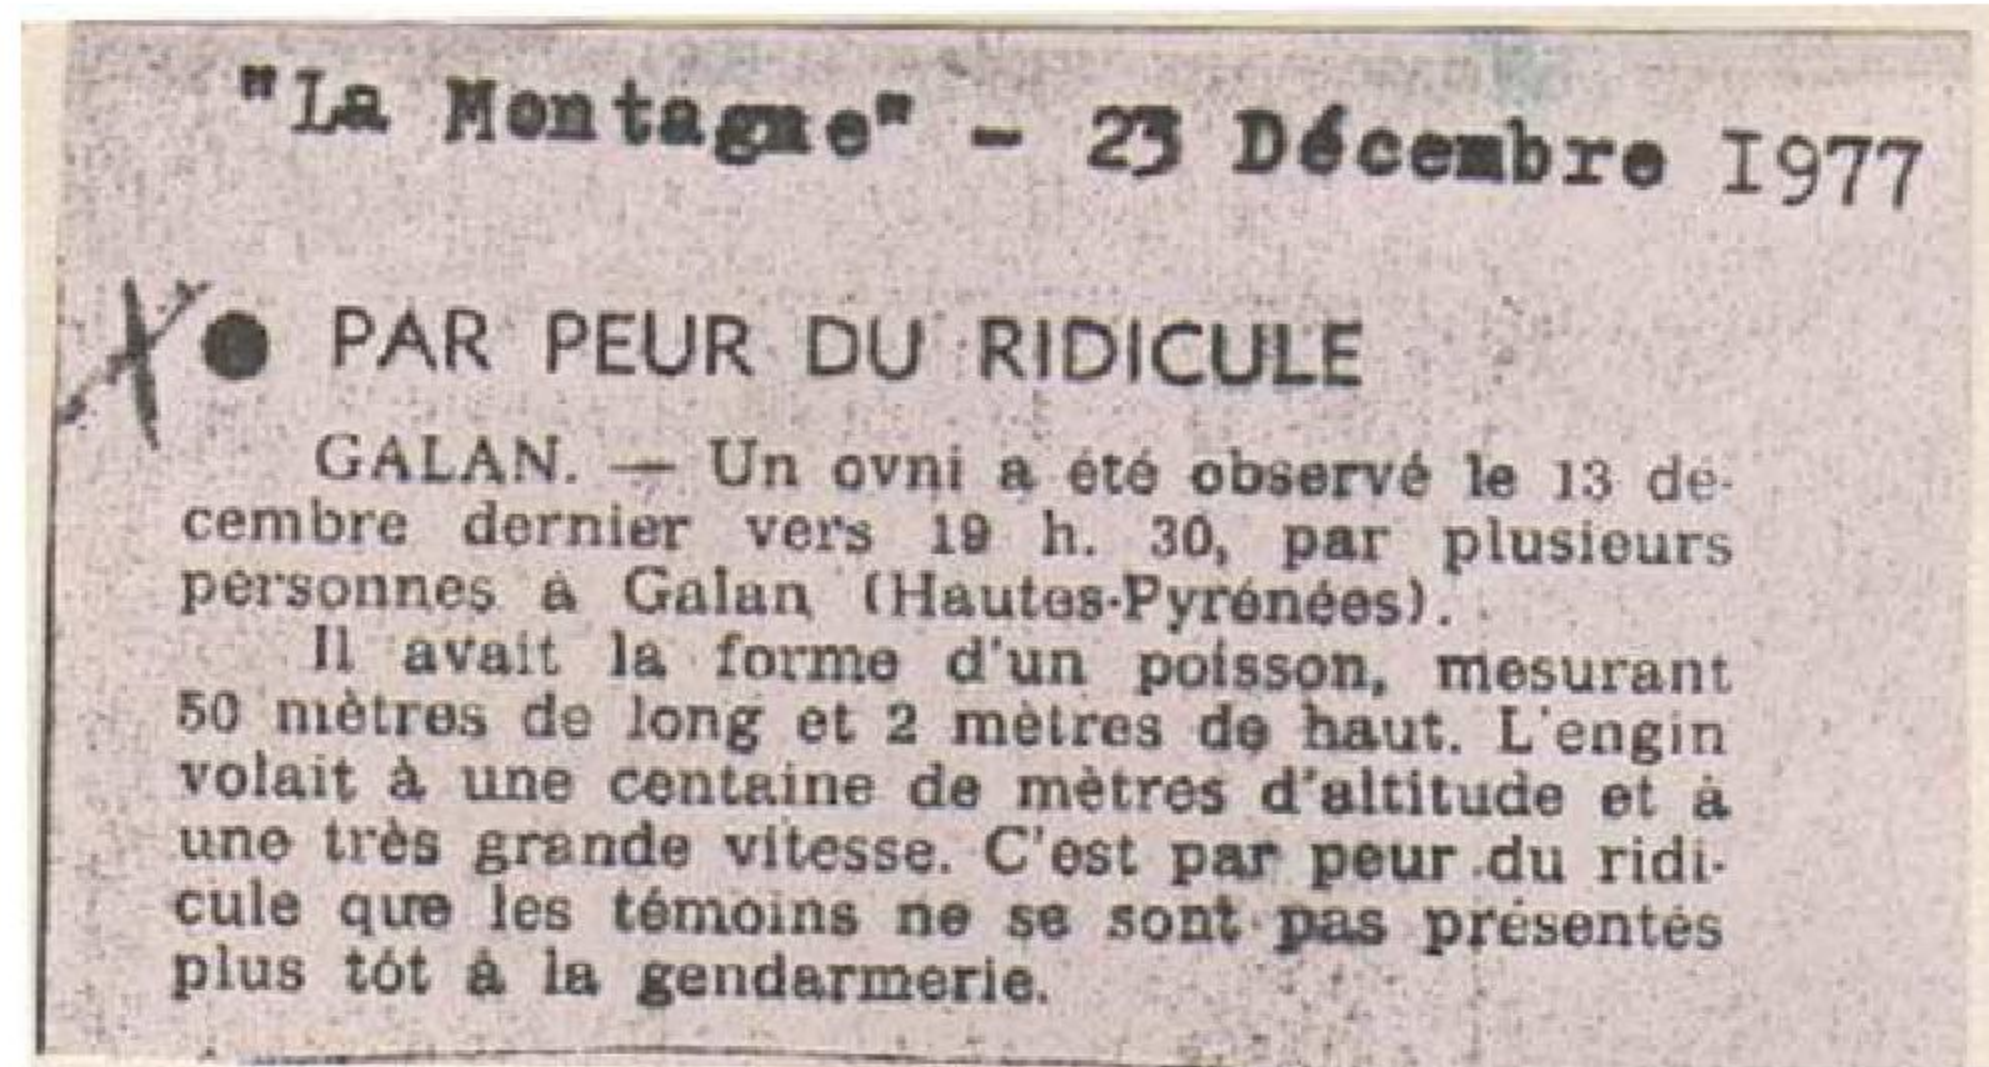 "La Montagne" - 23 Décembre 1977
● PAR PEUR DU RIDICULE
GALAN. — Un ovni a été observé le 13 dé-
cembre dernier vers 19 h. 30, par plusieurs
personnes à Galan (Hautes-Pyrénées).
Il avait la forme d'un poisson, mesurant
50 mètres de long et 2 mètres de haut. L'engin
volait à une centaine de mètres d'altitude et à
une très grande vitesse. C'est par peur du ridi-
cule que les témoins ne se sont pas présentés
plus tôt à la gendarmerie.